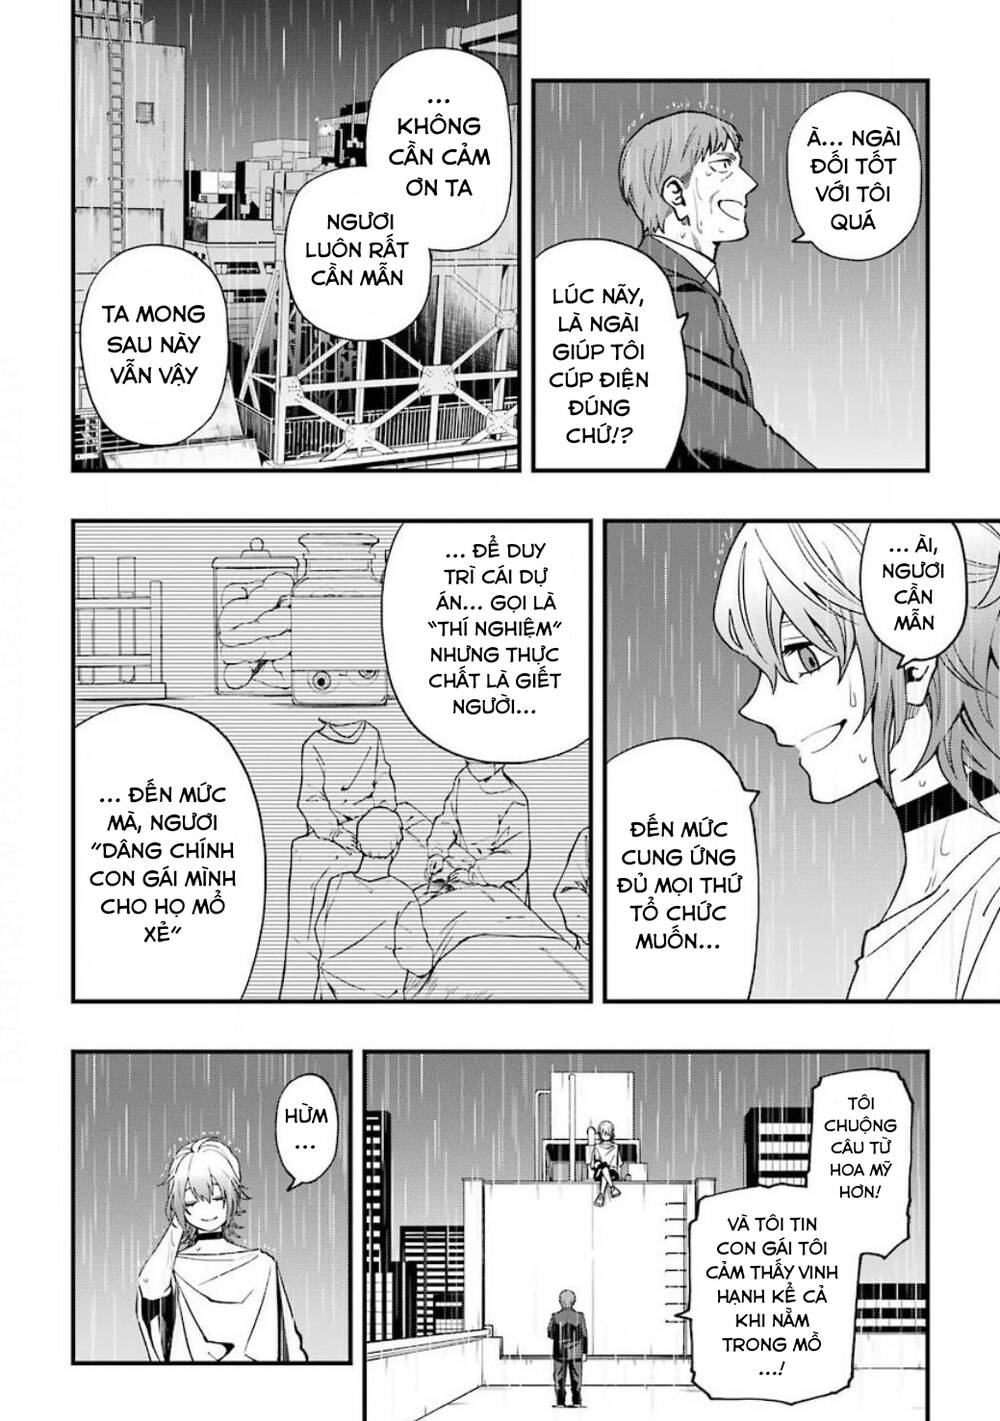 À... NGÀI
ĐỐI TỐT
VỚI TÔI
QUÁ
LÚC NÃY,
LÀ NGÀI
GIÚP TÔI
CÚP ĐIỆN
ĐÚNG
CHỨ!?
...
KHÔNG
CẦN CẢM
ƠN TA
NGƯƠI
LUÔN RẤT
CẦN MẪN
TA MONG
SAU NÀY
VẪN VẬY
... ÀI,
NGƯƠI
CẦN
MẪN
ĐẾN MỨC
CUNG ỨNG
ĐỦ MỌI THỨ
TỔ CHỨC
MUỐN...
... ĐỂ DUY
TRÌ CÁI DỰ
ÁN... GỌI LÀ
"THÍ NGHIỆM"
NHƯNG THỰC
CHẤT LÀ GIẾT
NGƯỜI...
... ĐẾN MỨC
MÀ, NGƯƠI
"DÂNG CHÍNH
CON GÁI MÌNH
CHO HỌ MỔ
XẺ"
TÔI
CHUỘNG
CÂU TỪ
HOA MỸ
HƠN!
VÀ TÔI TIN
CON GÁI TÔI
CẢM THẤY VINH
HẠNH KỂ CẢ
KHI NẰM
TRONG MỒ
...!
HỪM
...